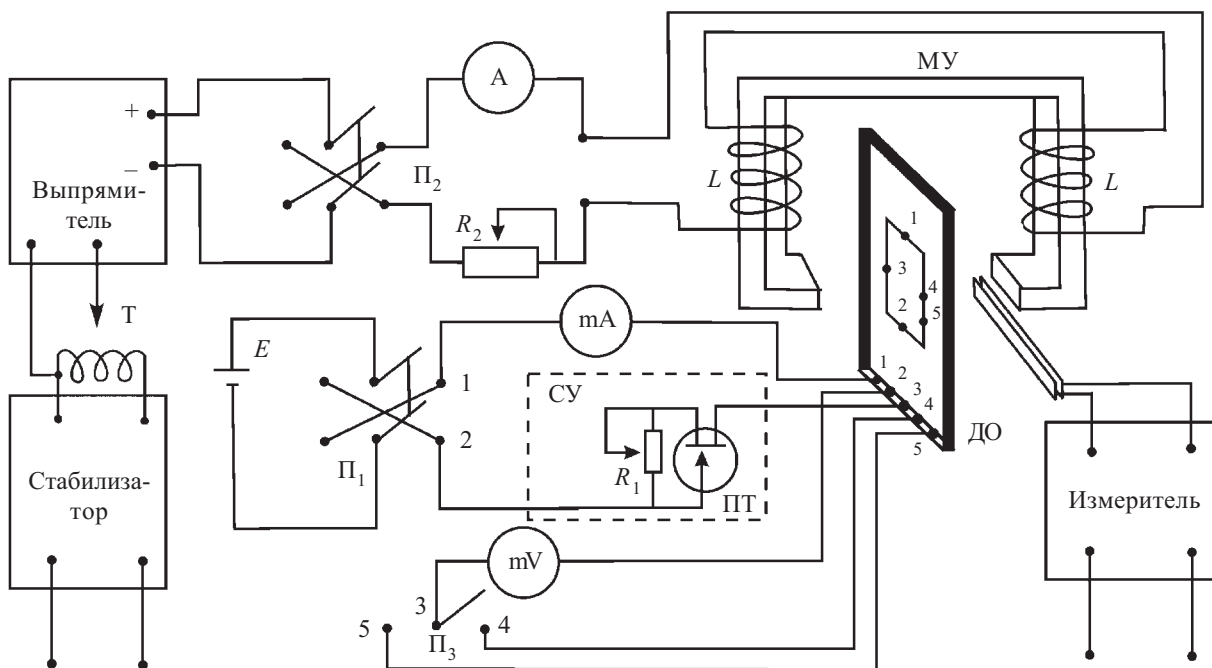 МУ
А
+
–
Выпрями-
тель
П2
R2
L
L
1
3
4
2
5
Т
E
mA
1
2
П1
СУ
R1
ПТ
1
2
3
4
5
ДО
Стабилиза-
тор
Измеритель
mV
3
5
П3
4